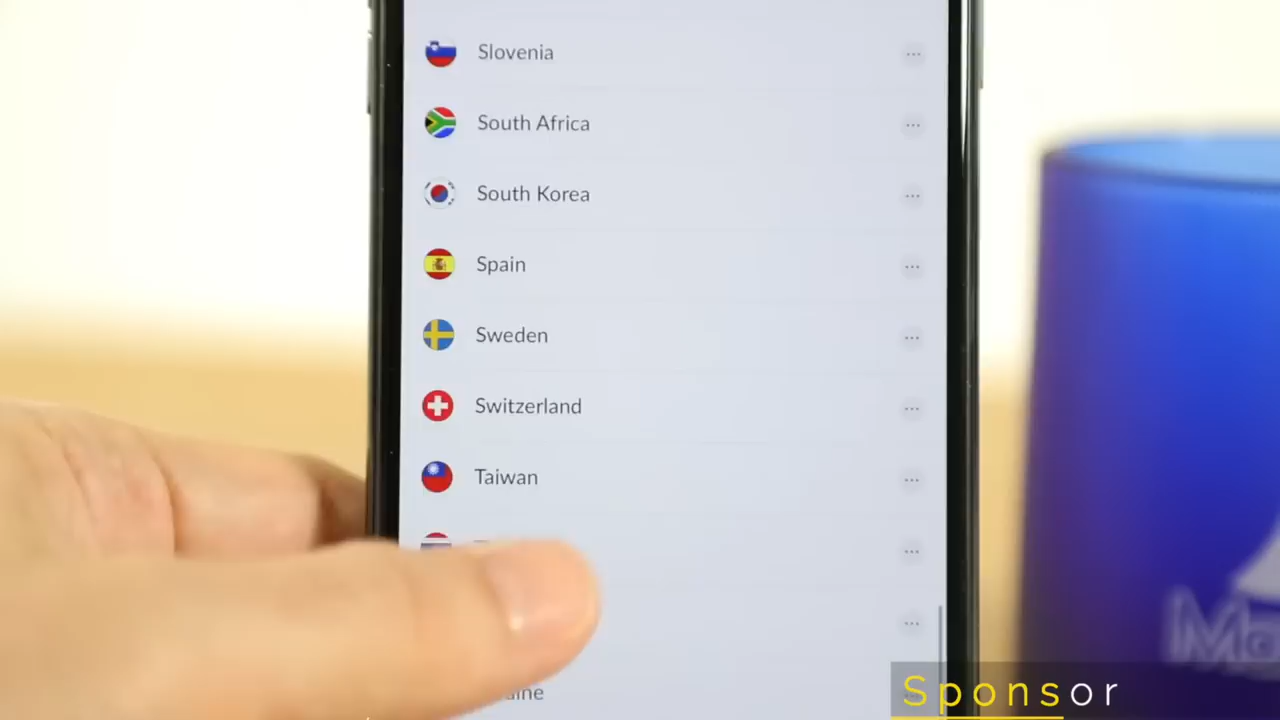 Slovenia
South Africa
South Korea
Spain
Sweden
Switzerland
Taiwan
Sponsor